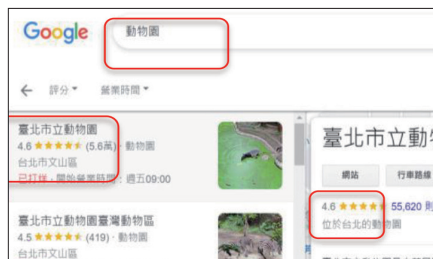 Google
動物園
評分
營業時間
臺北市立動物園
4.6 (5.6萬)·動物園
台北市文山區
已打烊·開始營業時間:週五09:00
臺北市立動物園臺灣動物區
4.5 (419)·動物園
台北市文山區
臺北市立動
網站
行車路線
4.6 55,620 則
位於台北的動物園